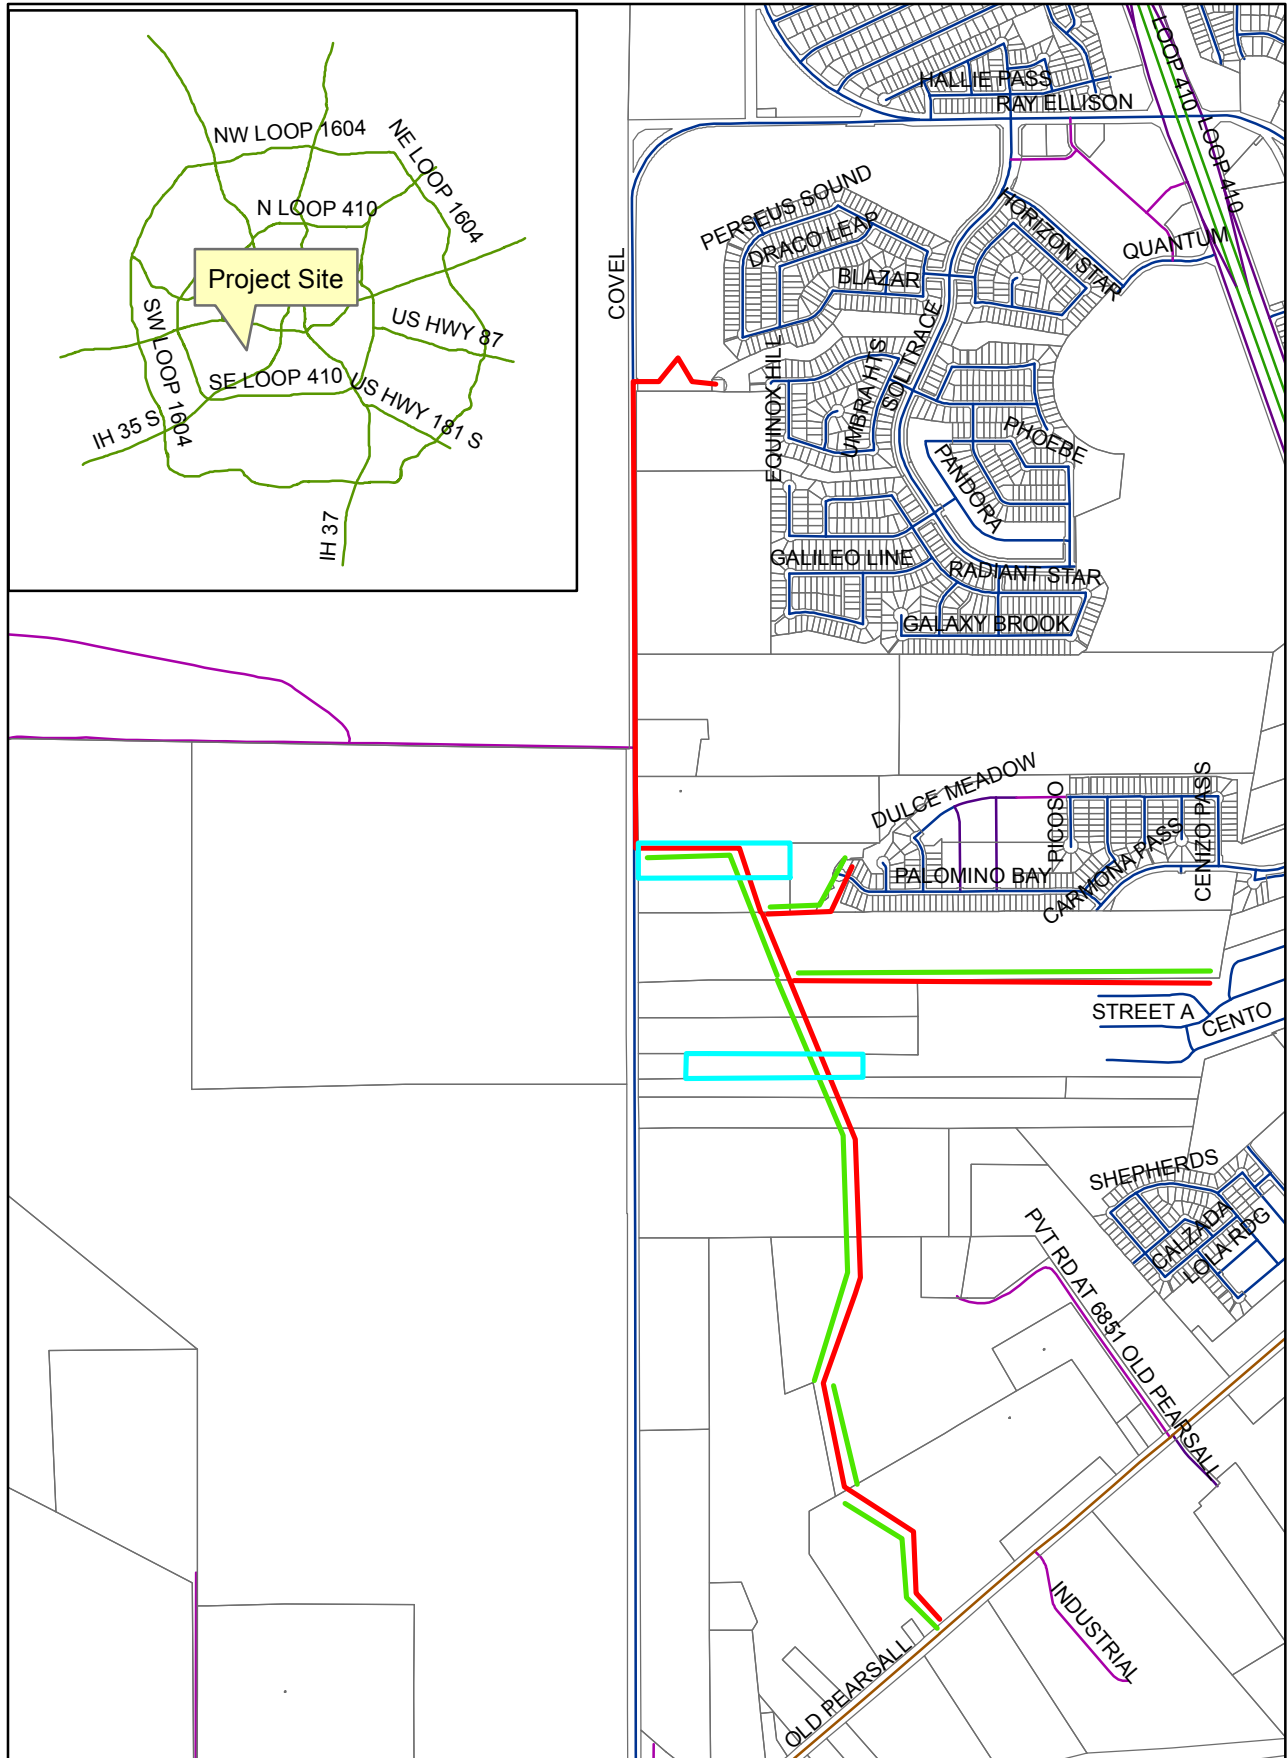 NW LOOP 1604
NE LOOP 1604
N LOOP 410
Project Site
SW LOOP 1604
US HWY 87
SE LOOP 410
US HWY 181 S
IH 35 S
IH 37
LOOP 410
LOOP 410
HALLIE PASS
RAY ELLISON
PERSEUS SOUND
DRACO LEAP
HORIZON STAR
QUANTUM
COVEL
BLAZAR
SOLTRACE
UMBRA HTS
EQUINOX HILL
PHOEBE
PANDORA
GALILEO LINE
RADIANT STAR
GALAXY BROOK
DULCE MEADOW
RICOSO
CENIZO PASS
CARMONA PASS
PALOMINO BAY
STREET A
CENTO
SHEPHERDS
CALZADA
LOLA RDG
PVT RD AT 6851 OLD PEARSALL
INDUSTRIAL
OLD PEARSALL